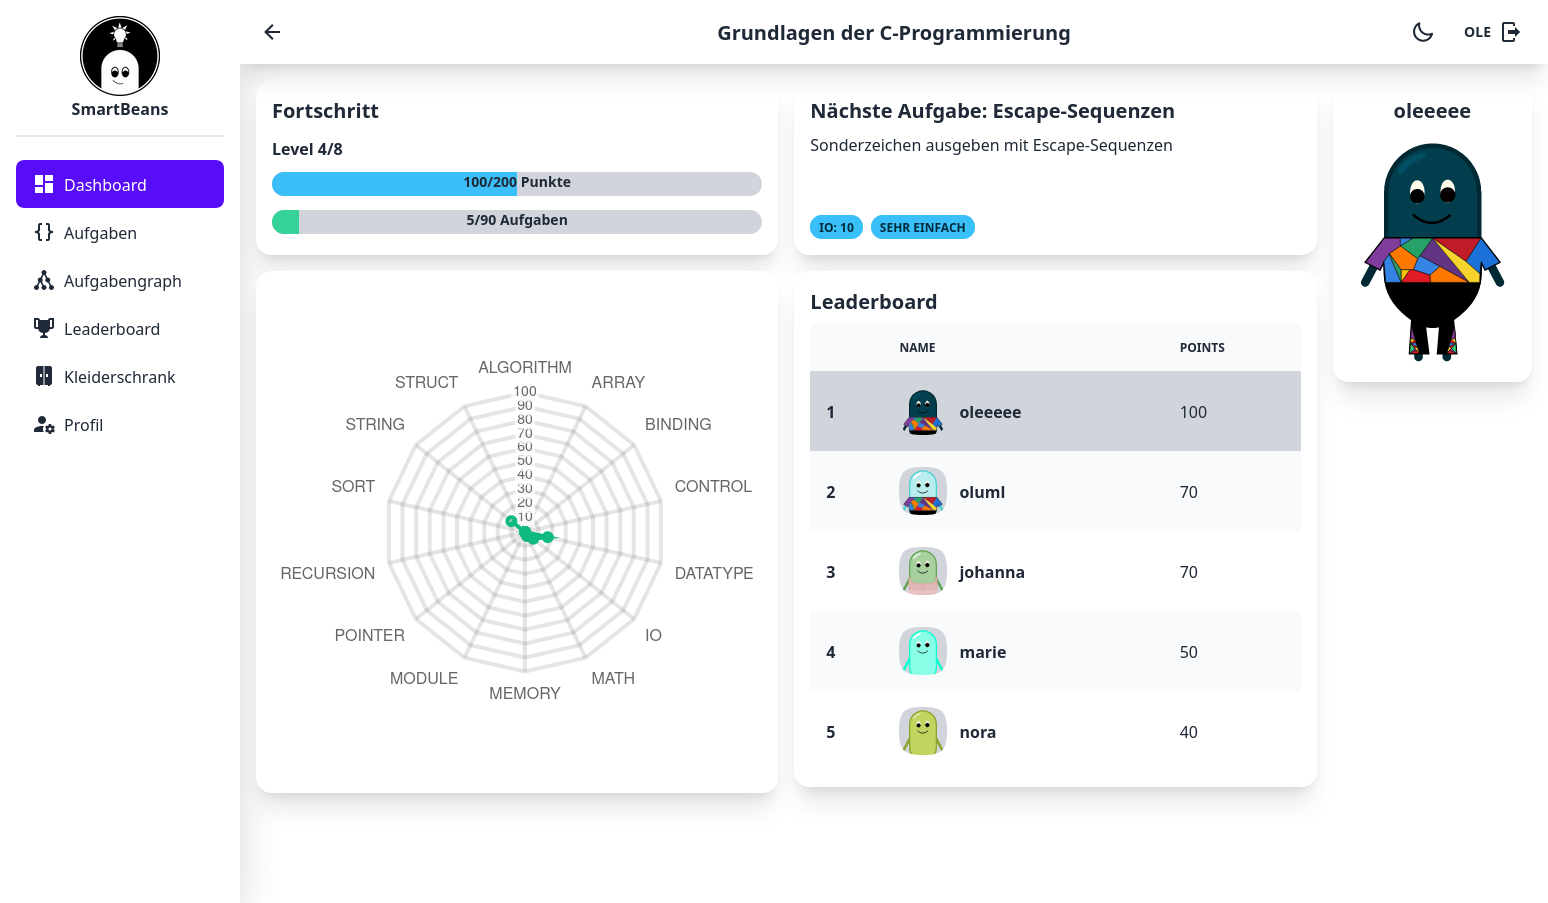 SmartBeans
Dashboard
Aufgaben
Aufgabengraph
Leaderboard
Kleiderschrank
Profil
Grundlagen der C-Programmierung
OLE
Fortschritt
Level 4/8
100/200 Punkte
5/90 Aufgaben
Nächste Aufgabe: Escape-Sequenzen
Sonderzeichen ausgeben mit Escape-Sequenzen
IO: 10 SEHR EINFACH
oleeeee
ALGORITHM
ARRAY
BINDING
CONTROL
DATATYPE
IO
MATH
MEMORY
MODULE
POINTER
RECURSION
SORT
STRING
STRUCT
100
90
80
70
60
50
40
30
20
10
Leaderboard
NAME POINTS
1 oleeeee 100
2 oluml 70
3 johanna 70
4 marie 50
5 nora 40